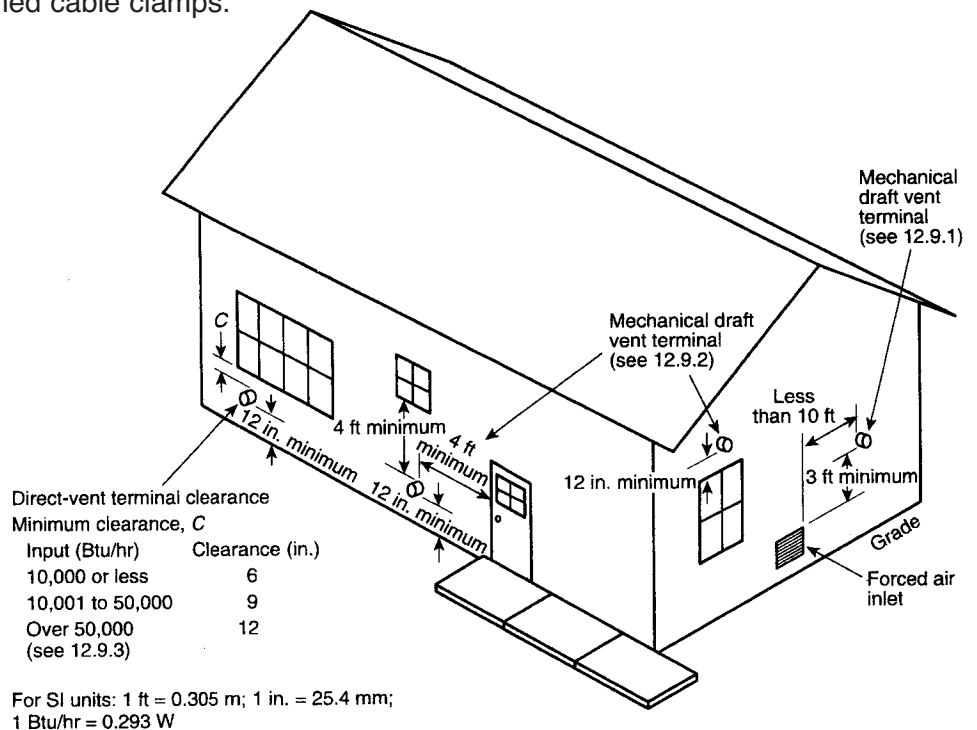 ned cable clamps.
Mechanical
draft vent
terminal
(see 12.9.1)
Mechanical draft
vent terminal
(see 12.9.2)
C
Less
than 10 ft
4 ft minimum
4 ft
minimum
12 in. minimum
12 in. minimum
12 in. minimum
3 ft minimum
Grade
Forced air
inlet
Direct-vent terminal clearance
Minimum clearance, C
Input (Btu/hr) Clearance (in.)
10,000 or less 6
10,001 to 50,000 9
Over 50,000 12
(see 12.9.3)
For SI units: 1 ft = 0.305 m; 1 in. = 25.4 mm;
1 Btu/hr = 0.293 W